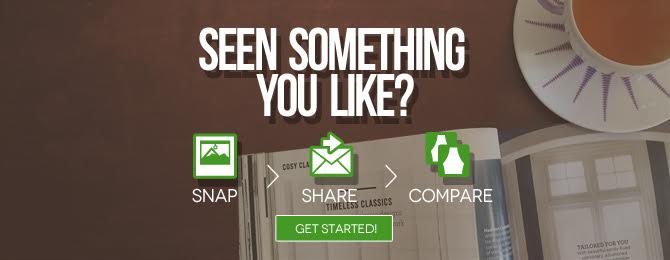 SEEN SOMETHING
YOU LIKE?
COSY CLA
SNAP
SHARE
COMPARE
TIMELESS CLASSICS
GET STARTED!
TAILORED FOR YOU